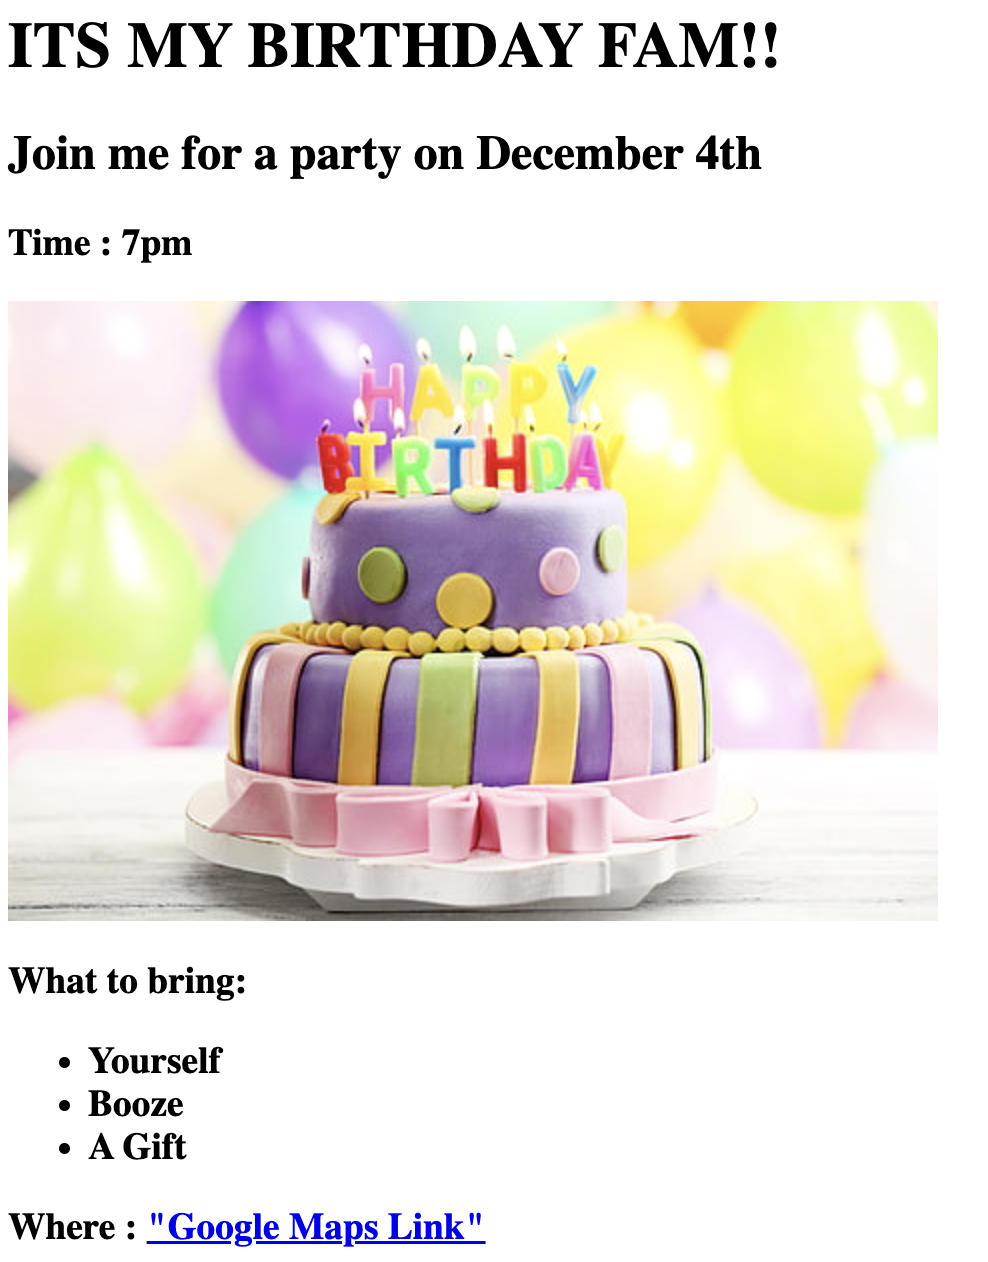 ITS MY BIRTHDAY FAM!!
Join me for a party on December 4th
Time : 7pm
HAPPY
BIRTHDAY
What to bring:
Yourself
Booze
A Gift
Where : "Google Maps Link"